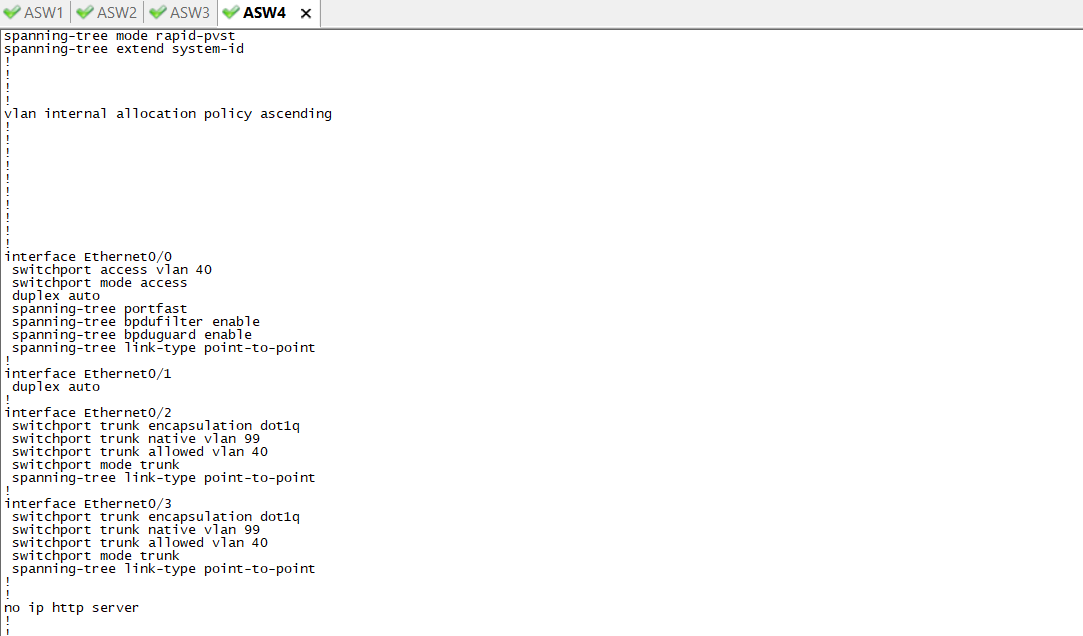 ASW1 ASW2 ASW3 ASW4
spanning-tree mode rapid-pvst
spanning-tree extend system-id
!
!
!
!
vlan internal allocation policy ascending
!
!
!
!
!
!
!
!
!
!
interface Ethernet0/0
 switchport access vlan 40
 switchport mode access
 duplex auto
 spanning-tree portfast
 spanning-tree bpdufilter enable
 spanning-tree bpduguard enable
 spanning-tree link-type point-to-point
!
interface Ethernet0/1
 duplex auto
!
interface Ethernet0/2
 switchport trunk encapsulation dot1q
 switchport trunk native vlan 99
 switchport trunk allowed vlan 40
 switchport mode trunk
 spanning-tree link-type point-to-point
!
interface Ethernet0/3
 switchport trunk encapsulation dot1q
 switchport trunk native vlan 99
 switchport trunk allowed vlan 40
 switchport mode trunk
 spanning-tree link-type point-to-point
!
!
no ip http server
!
!